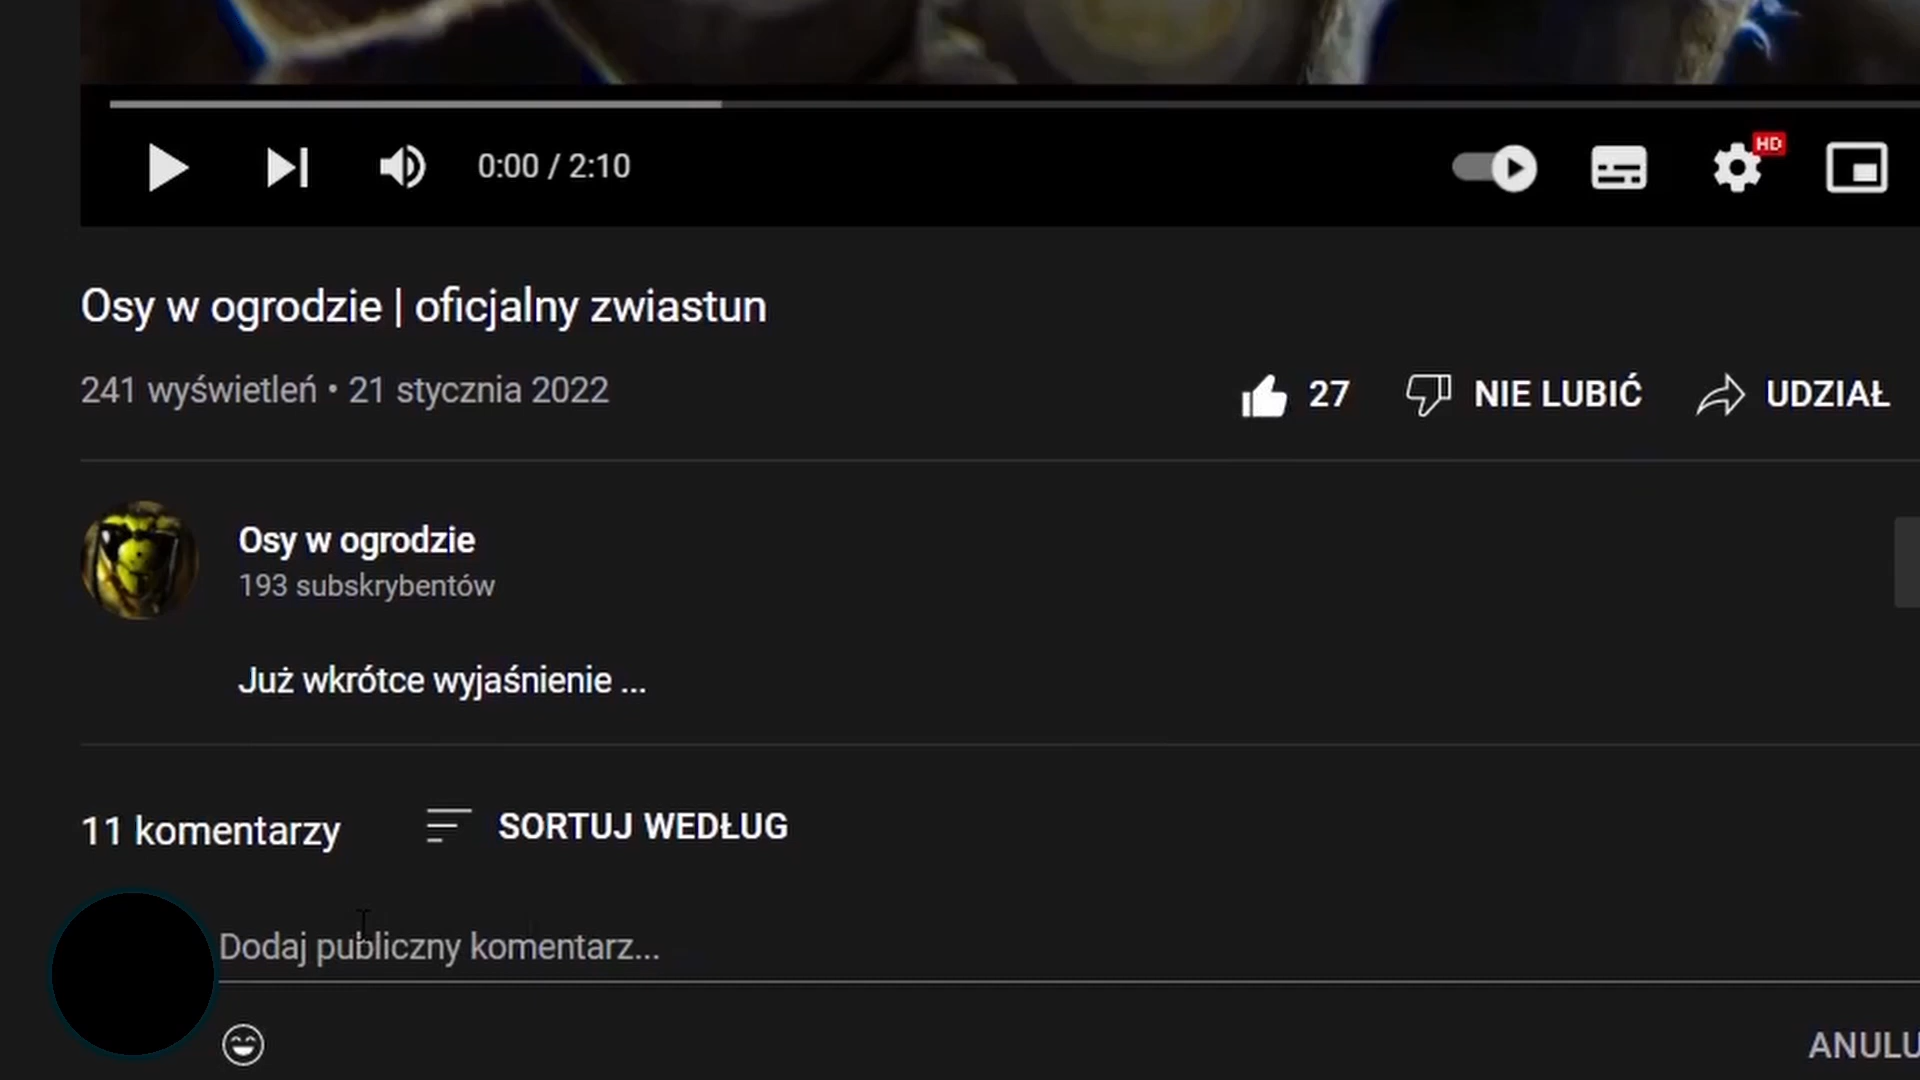 0:00 / 2:10
HD
Osy w ogrodzie | oficjalny zwiastun
241 wyświetleń • 21 stycznia 2022
27
NIE LUBIĆ
UDZIAŁ
Osy w ogrodzie
193 subskrybentów
Już wkrótce wyjaśnienie ...
11 komentarzy
SORTUJ WEDŁUG
Dodaj publiczny komentarz...
ANULU